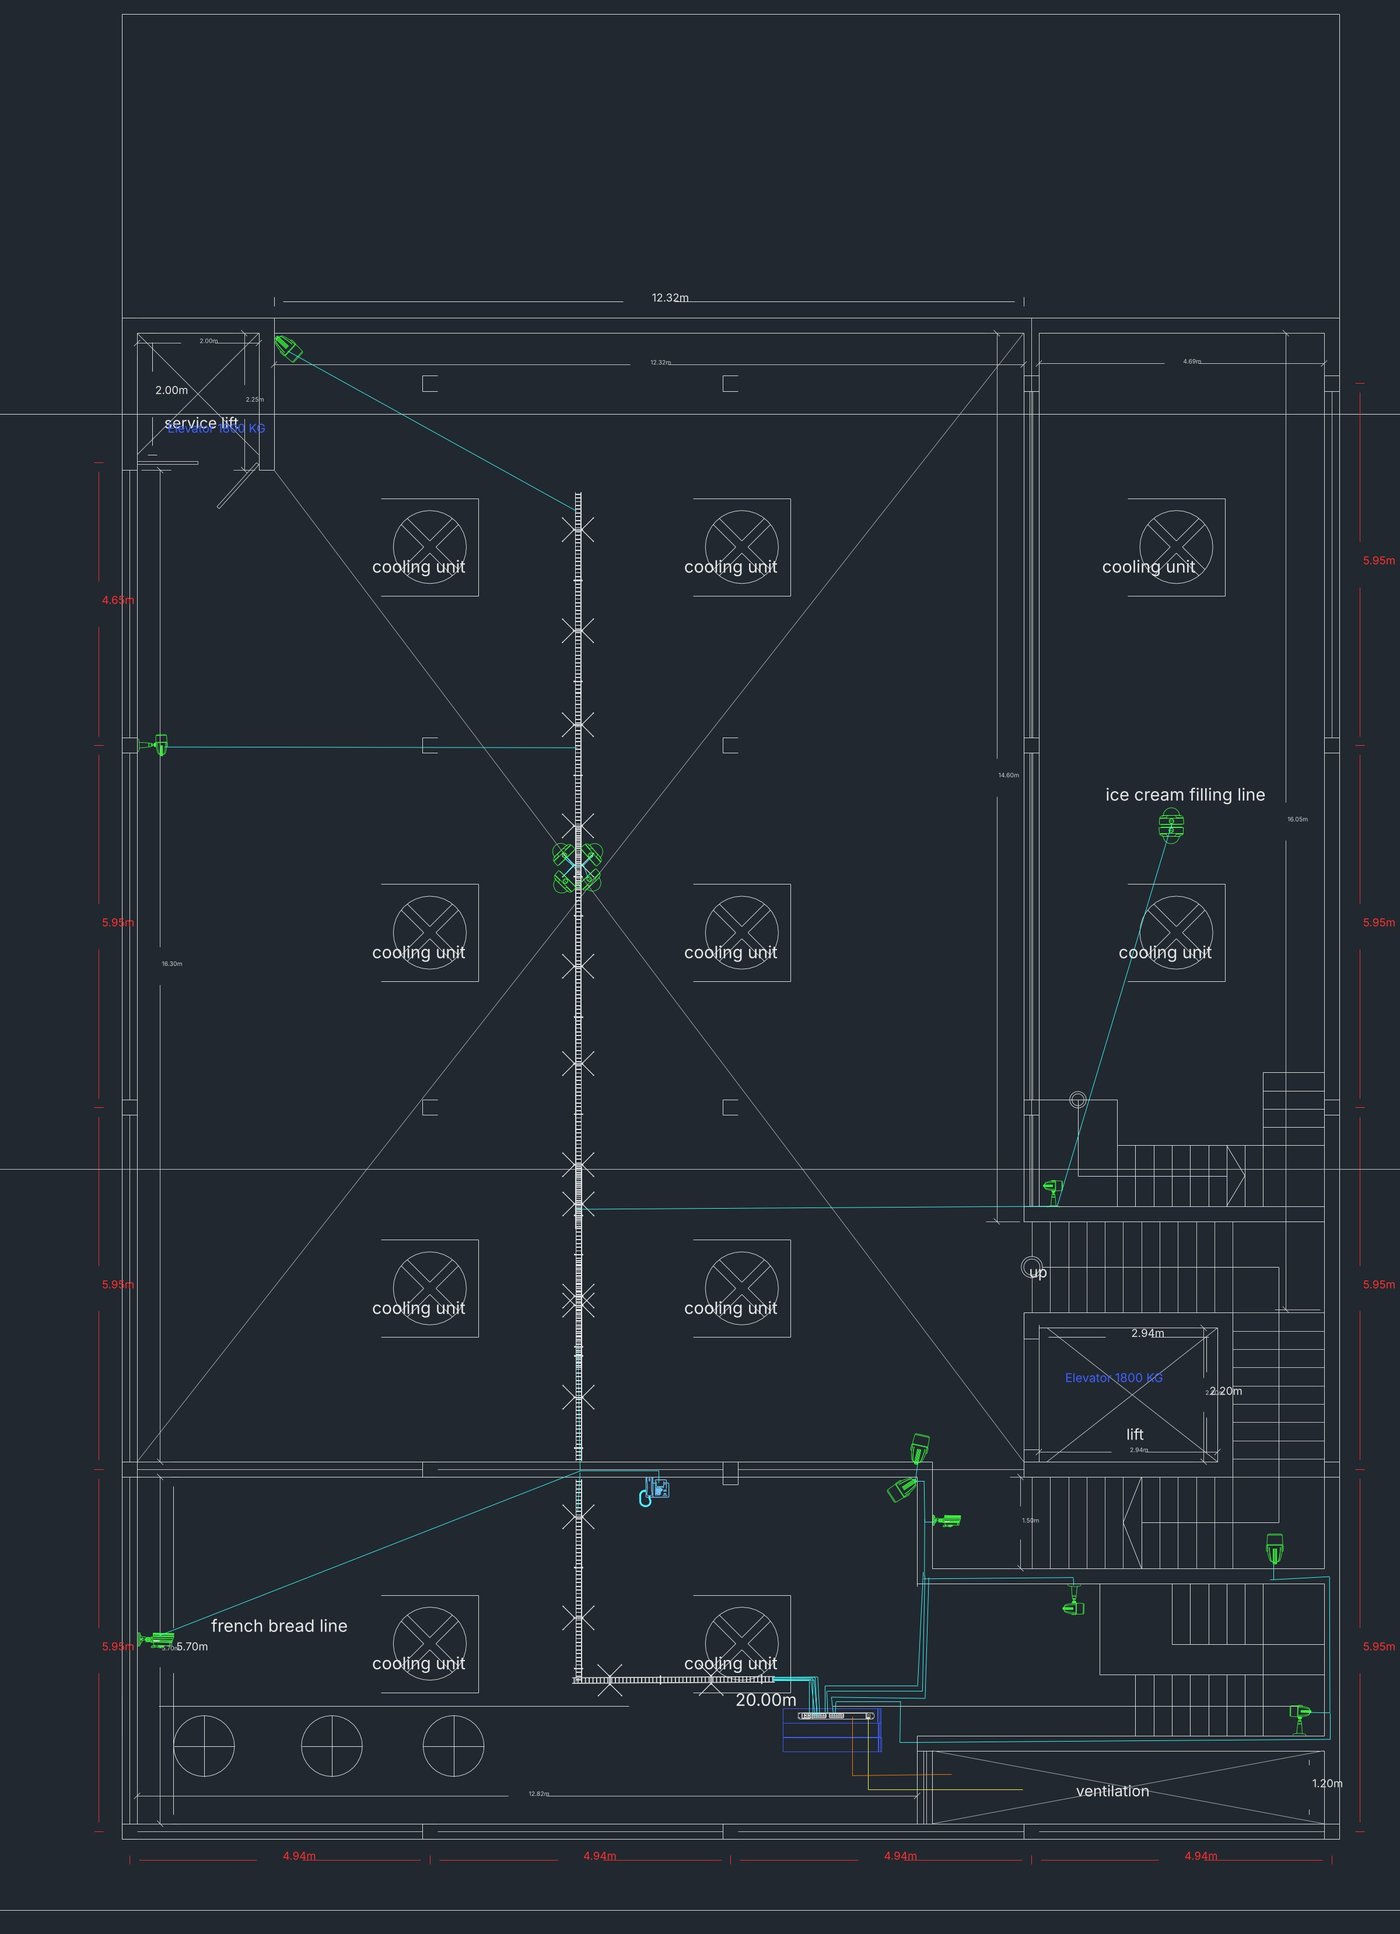 12.32m
2.00m
12.32m
4.69m
2.00m
2.25m
service lift
Elevator 1800 KG
5.95m
cooling unit
cooling unit
cooling unit
4.65m
14.60m
ice cream filling line
16.05m
5.95m
5.95m
cooling unit
cooling unit
cooling unit
16.30m
up
5.95m
5.95m
cooling unit
cooling unit
2.94m
Elevator 1800 KG
2.20m
lift
2.94m
1.50m
french bread line
5.95m
5.70m
5.95m
cooling unit
cooling unit
20.00m
ventilation
1.20m
12.82m
4.94m
4.94m
4.94m
4.94m